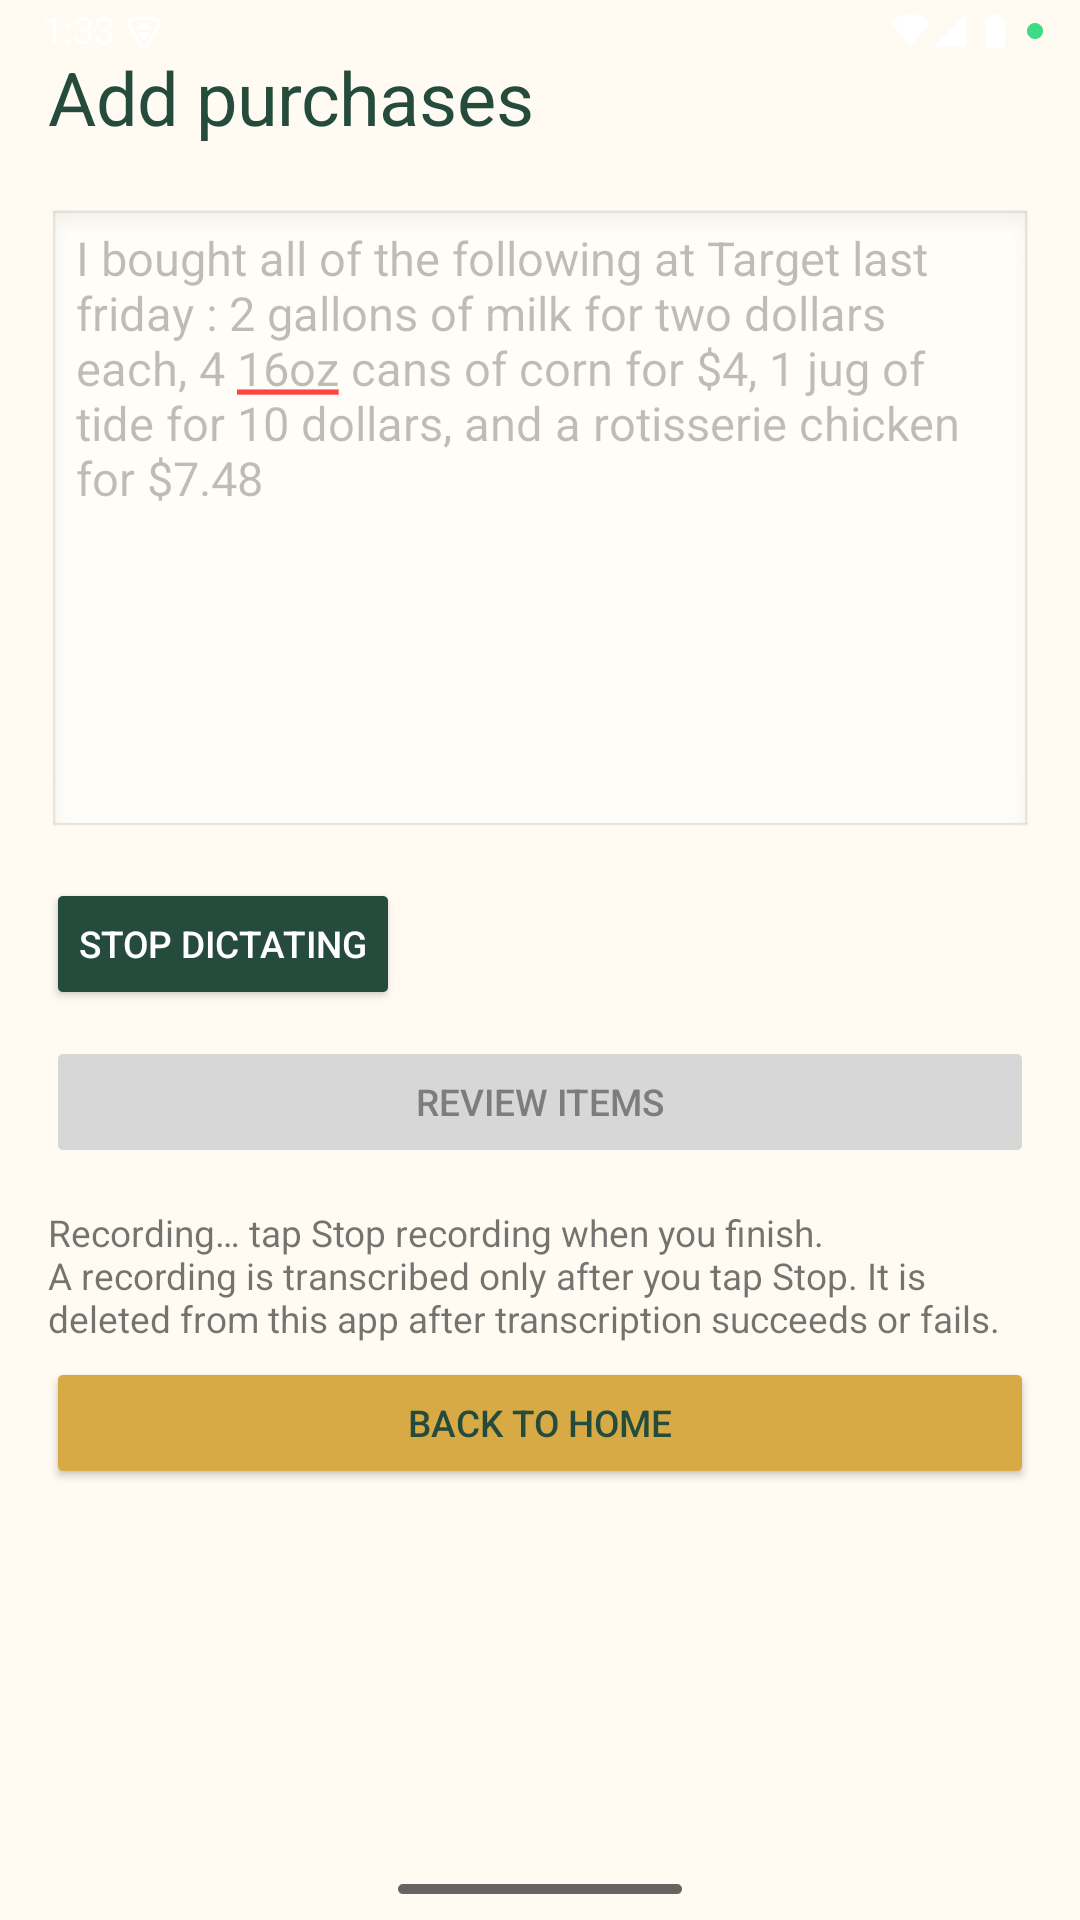 1:33
Add purchases
I bought all of the following at Target last
friday : 2 gallons of milk for two dollars
each, 4 16oz cans of corn for $4, 1 jug of
tide for 10 dollars, and a rotisserie chicken
for $7.48
STOP DICTATING
REVIEW ITEMS
Recording... tap Stop recording when you finish.
A recording is transcribed only after you tap Stop. It is
deleted from this app after transcription succeeds or fails.
BACK TO HOME